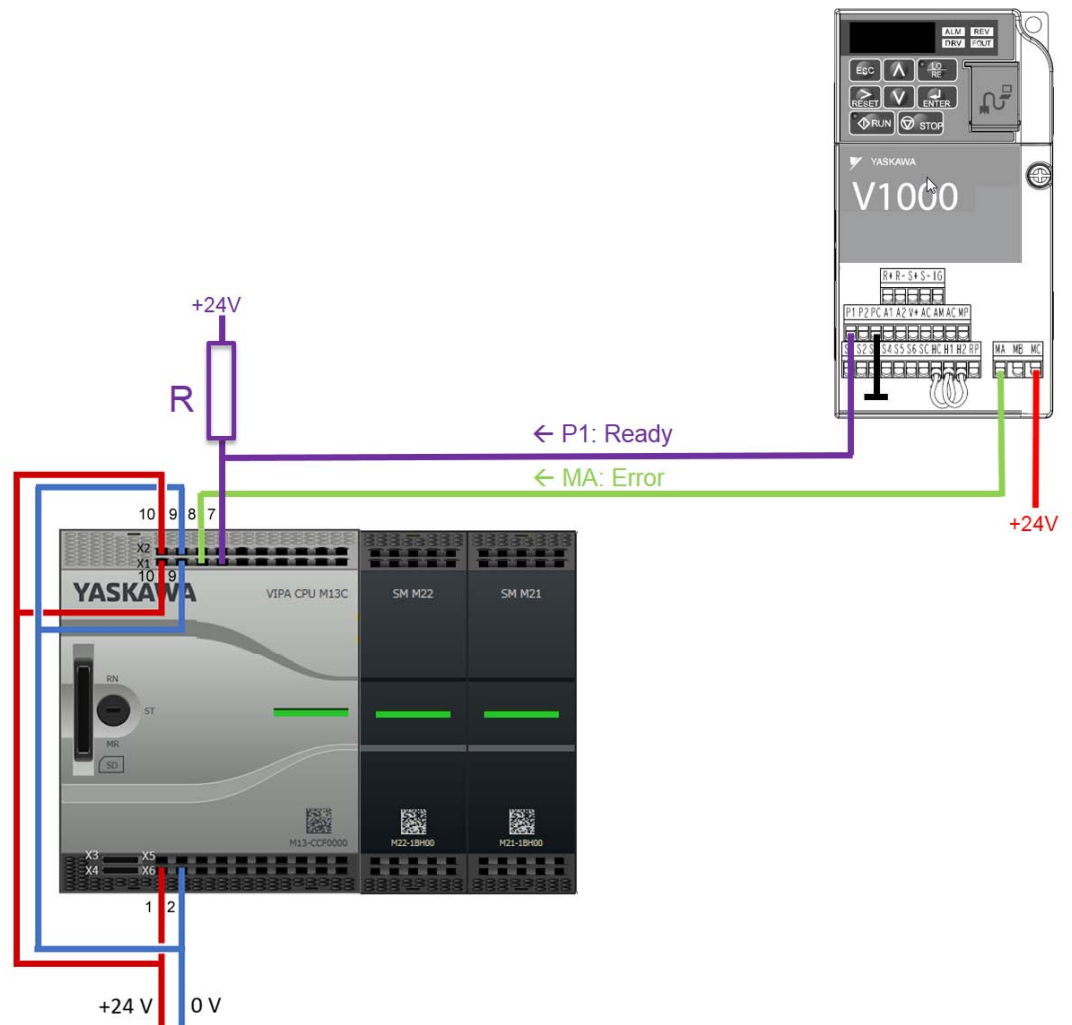 ALM REV
DRV FOUT
ESC LO
RE
RESET ENTER
RUN STOP
YASKAWA
V1000
R+ R- S+ S- IG
P1 P2 PC A1 A2 V+ AC AM AC MP
S2 S4 S5 S6 SC HC H1 H2 RP
MA MB MC
+24V
R
← P1: Ready
← MA: Error
+24V
10 9 8 7
X2
X1
10 9
YASKAWA
VIPA CPU M13C
SM M22
SM M21
RN
ST
MR
SD
M13-CCF0000
M22-1BH00
M21-1BH00
X3 X5
X4 X6
1 2
+24 V
0 V